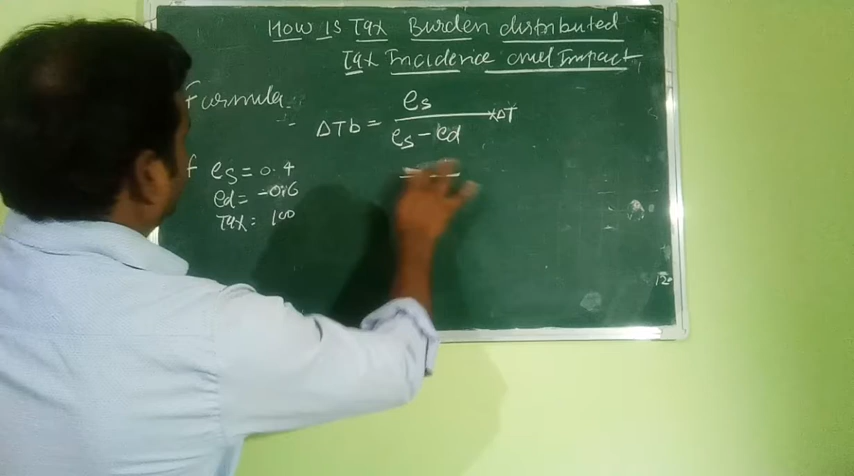 How is Tax Burden distributed
Tax Incidence and Impact
Formula
ΔTb = es / es - ed × ΔT
f es = 0.4
ed = -0.6
Tax = 100
12